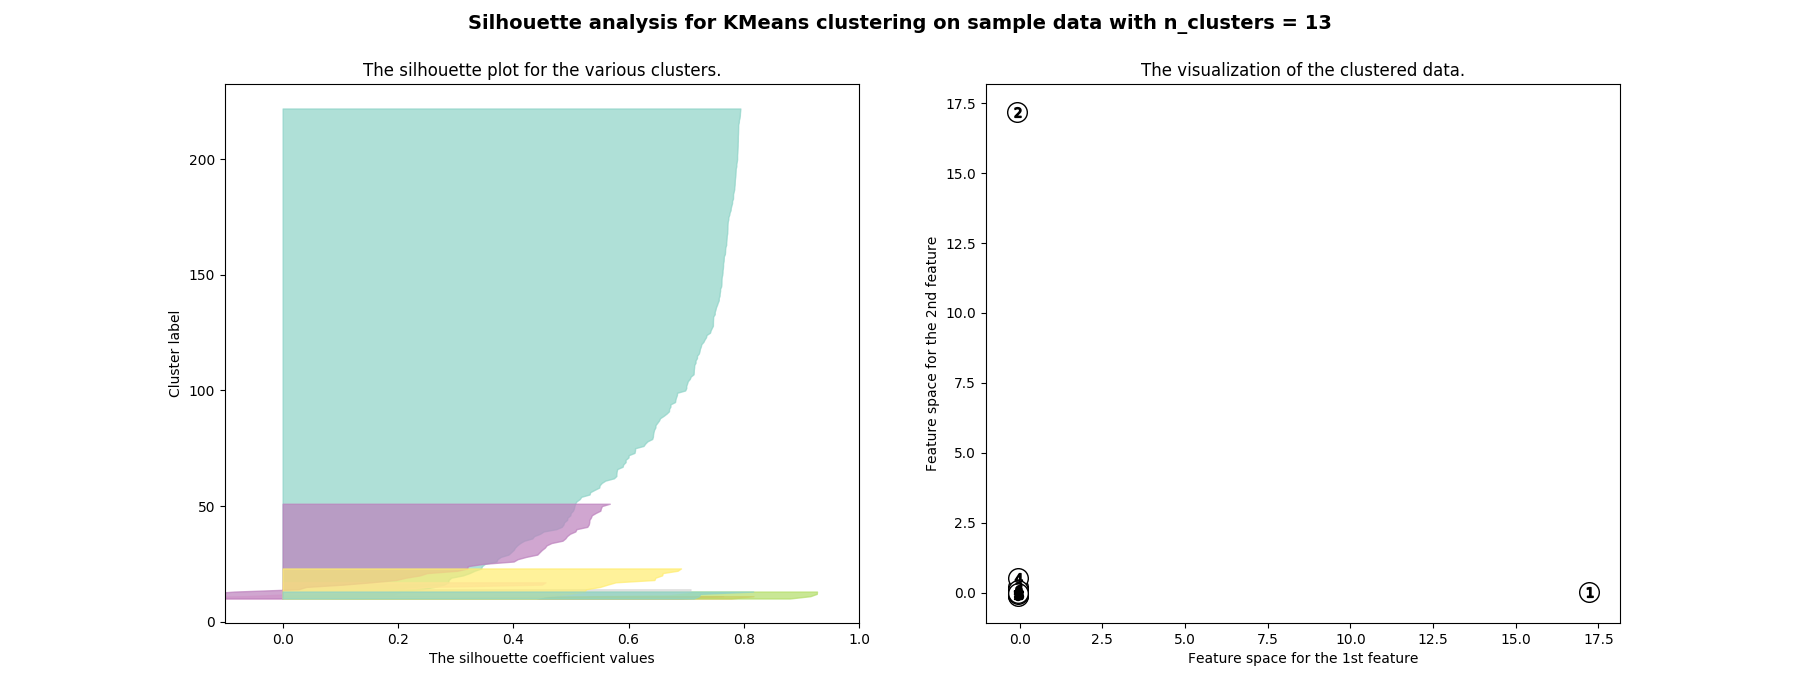 Silhouette analysis for KMeans clustering on sample data with n_clusters = 13
The silhouette plot for the various clusters.
200
150
100
50
0
Cluster label
0.0 0.2 0.4 0.6 0.8 1.0
The silhouette coefficient values
The visualization of the clustered data.
17.5
15.0
12.5
10.0
7.5
5.0
2.5
0.0
Feature space for the 2nd feature
2
4
1
0.0 2.5 5.0 7.5 10.0 12.5 15.0 17.5
Feature space for the 1st feature